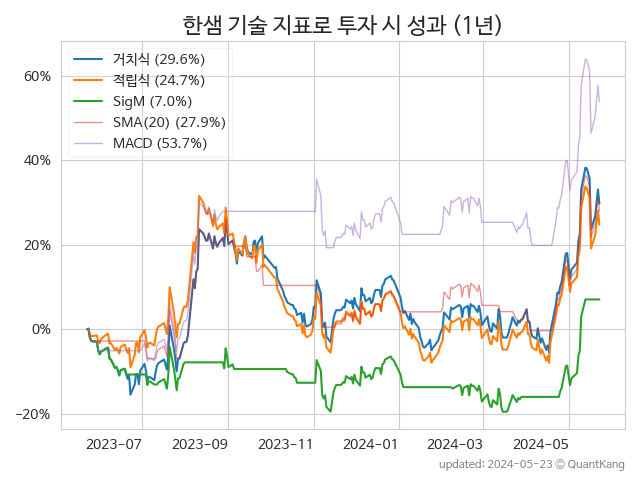 한샘 기술 지표로 투자 시 성과 (1년)
거치식 (29.6%)
적립식 (24.7%)
SigM (7.0%)
SMA(20) (27.9%)
MACD (53.7%)
60%
40%
20%
0%
−20%
2023-07 2023-09 2023-11 2024-01 2024-03 2024-05
updated: 2024-05-23 © QuantKang